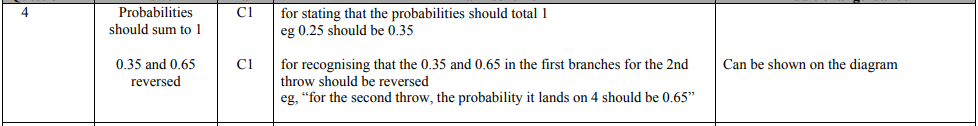 4 Probabilities C1 for stating that the probabilities should total 1
should sum to 1 eg 0.25 should be 0.35
0.35 and 0.65 C1 for recognising that the 0.35 and 0.65 in the first branches for the 2nd Can be shown on the diagram
reversed throw should be reversed
eg, “for the second throw, the probability it lands on 4 should be 0.65”